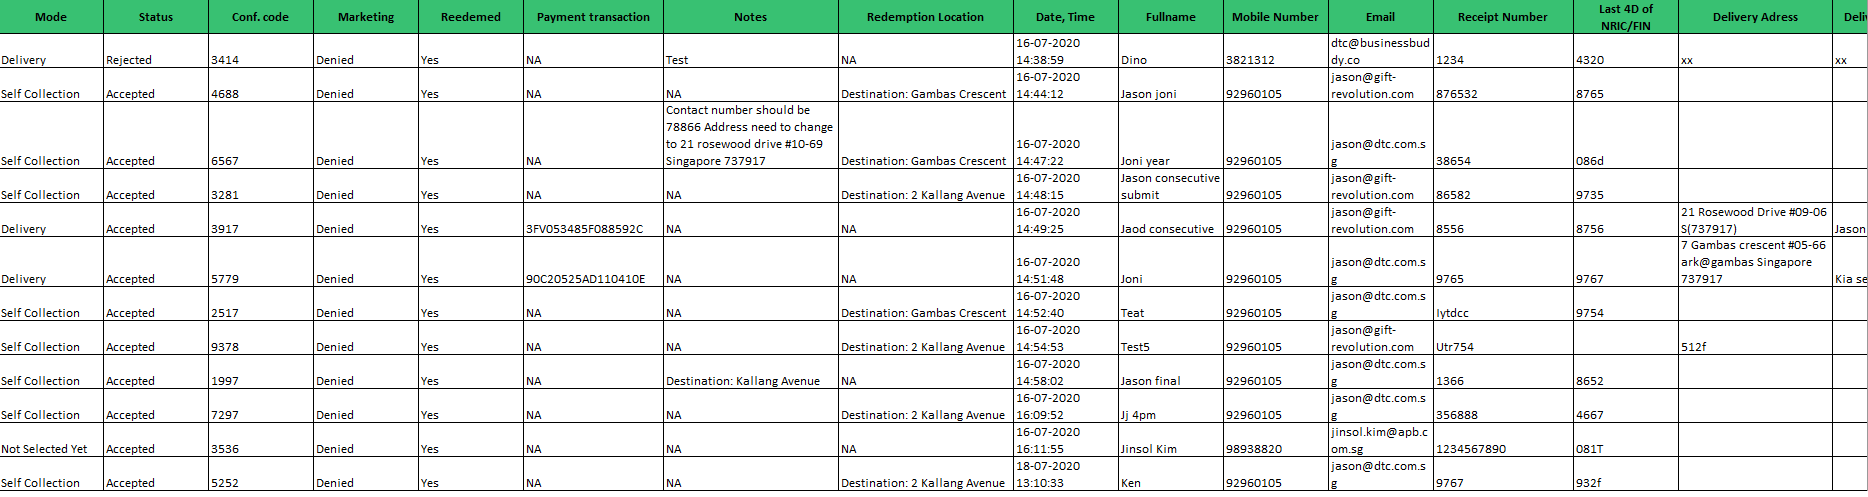 Mode Status Conf. code Marketing Reedemed Payment transaction Notes Redemption Location Date, Time Fullname Mobile Number Email Receipt Number Last 4D of NRIC/FIN Delivery Adress Deliv
Delivery Rejected 3414 Denied Yes NA Test NA 16-07-2020 14:38:59 Dino 3821312 dtc@businessbuddy.co 1234 4320 xx xx
Self Collection Accepted 4688 Denied Yes NA NA Destination: Gambas Crescent 16-07-2020 14:44:12 Jason joni 92960105 jason@gift-revolution.com 876532 8765
Self Collection Accepted 6567 Denied Yes NA Contact number should be 78866 Address need to change to 21 rosewood drive #10-69 Singapore 737917 Destination: Gambas Crescent 16-07-2020 14:47:22 Joni year 92960105 jason@dtc.com.sg 38654 086d
Self Collection Accepted 3281 Denied Yes NA NA Destination: 2 Kallang Avenue 16-07-2020 14:48:15 Jason consecutive submit 92960105 jason@gift-revolution.com 86582 9735
Delivery Accepted 3917 Denied Yes 3FV053485F088592C NA NA 16-07-2020 14:49:25 Jaod consecutive 92960105 jason@gift-revolution.com 8556 8756 21 Rosewood Drive #09-06 S(737917) Jason
Delivery Accepted 5779 Denied Yes 90C20525AD110410E NA NA 16-07-2020 14:51:48 Joni 92960105 jason@dtc.com.sg 9765 9767 7 Gambas crescent #05-66 ark@gambas Singapore 737917 Kia se
Self Collection Accepted 2517 Denied Yes NA NA Destination: Gambas Crescent 16-07-2020 14:52:40 Teat 92960105 jason@dtc.com.sg Iytdcc 9754
Self Collection Accepted 9378 Denied Yes NA NA Destination: 2 Kallang Avenue 16-07-2020 14:54:53 Test5 92960105 jason@gift-revolution.com Utr754 512f
Self Collection Accepted 1997 Denied Yes NA Destination: Kallang Avenue NA 16-07-2020 14:58:02 Jason final 92960105 jason@dtc.com.sg 1366 8652
Self Collection Accepted 7297 Denied Yes NA NA Destination: 2 Kallang Avenue 16-07-2020 16:09:52 Jj 4pm 92960105 jason@dtc.com.sg 356888 4667
Not Selected Yet Accepted 3536 Denied Yes NA NA NA 16-07-2020 16:11:55 Jinsol Kim 98938820 jinsol.kim@apb.com.sg 1234567890 081T
Self Collection Accepted 5252 Denied Yes NA NA Destination: 2 Kallang Avenue 18-07-2020 13:10:33 Ken 92960105 jason@dtc.com.sg 9767 932f